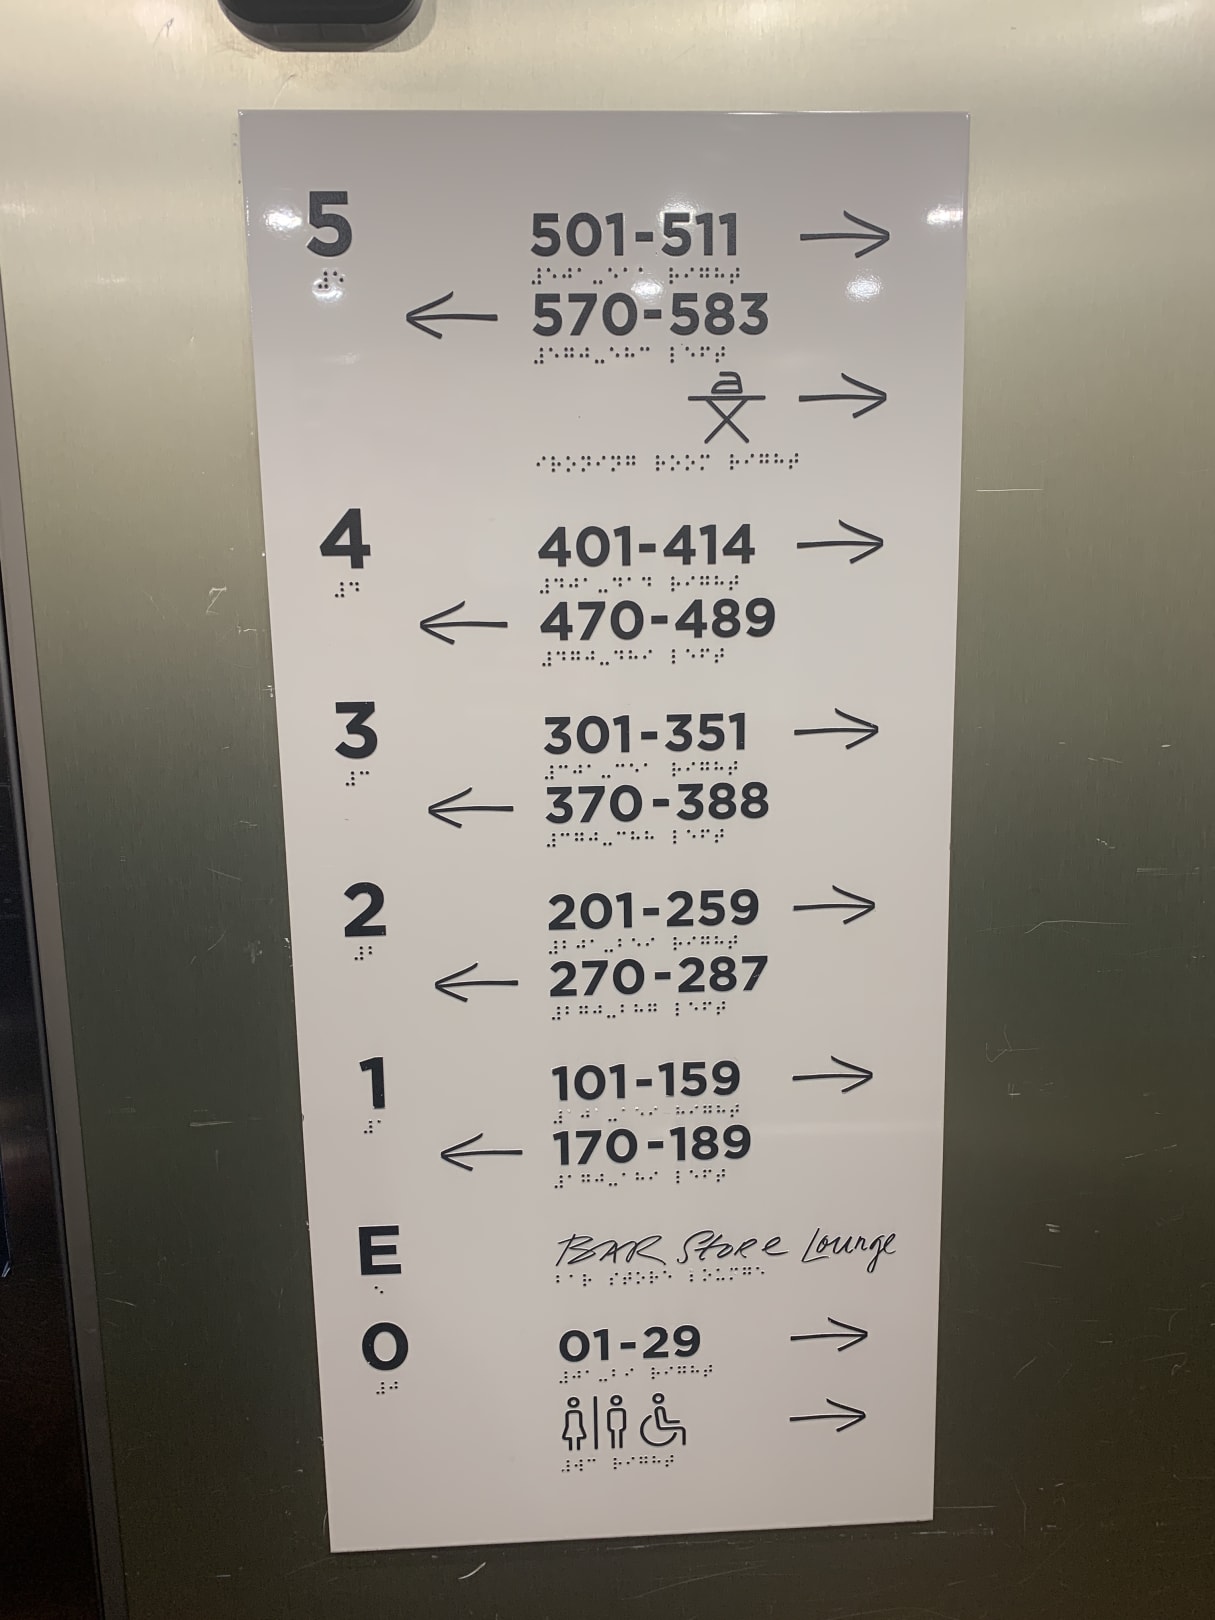 5 501-511 →
← 570-583
→
4 401-414 →
← 470-489
3 301-351 →
← 370-388
2 201-259 →
← 270-287
1 101-159 →
← 170-189
E BAR Store Lounge
0 01-29 →
→